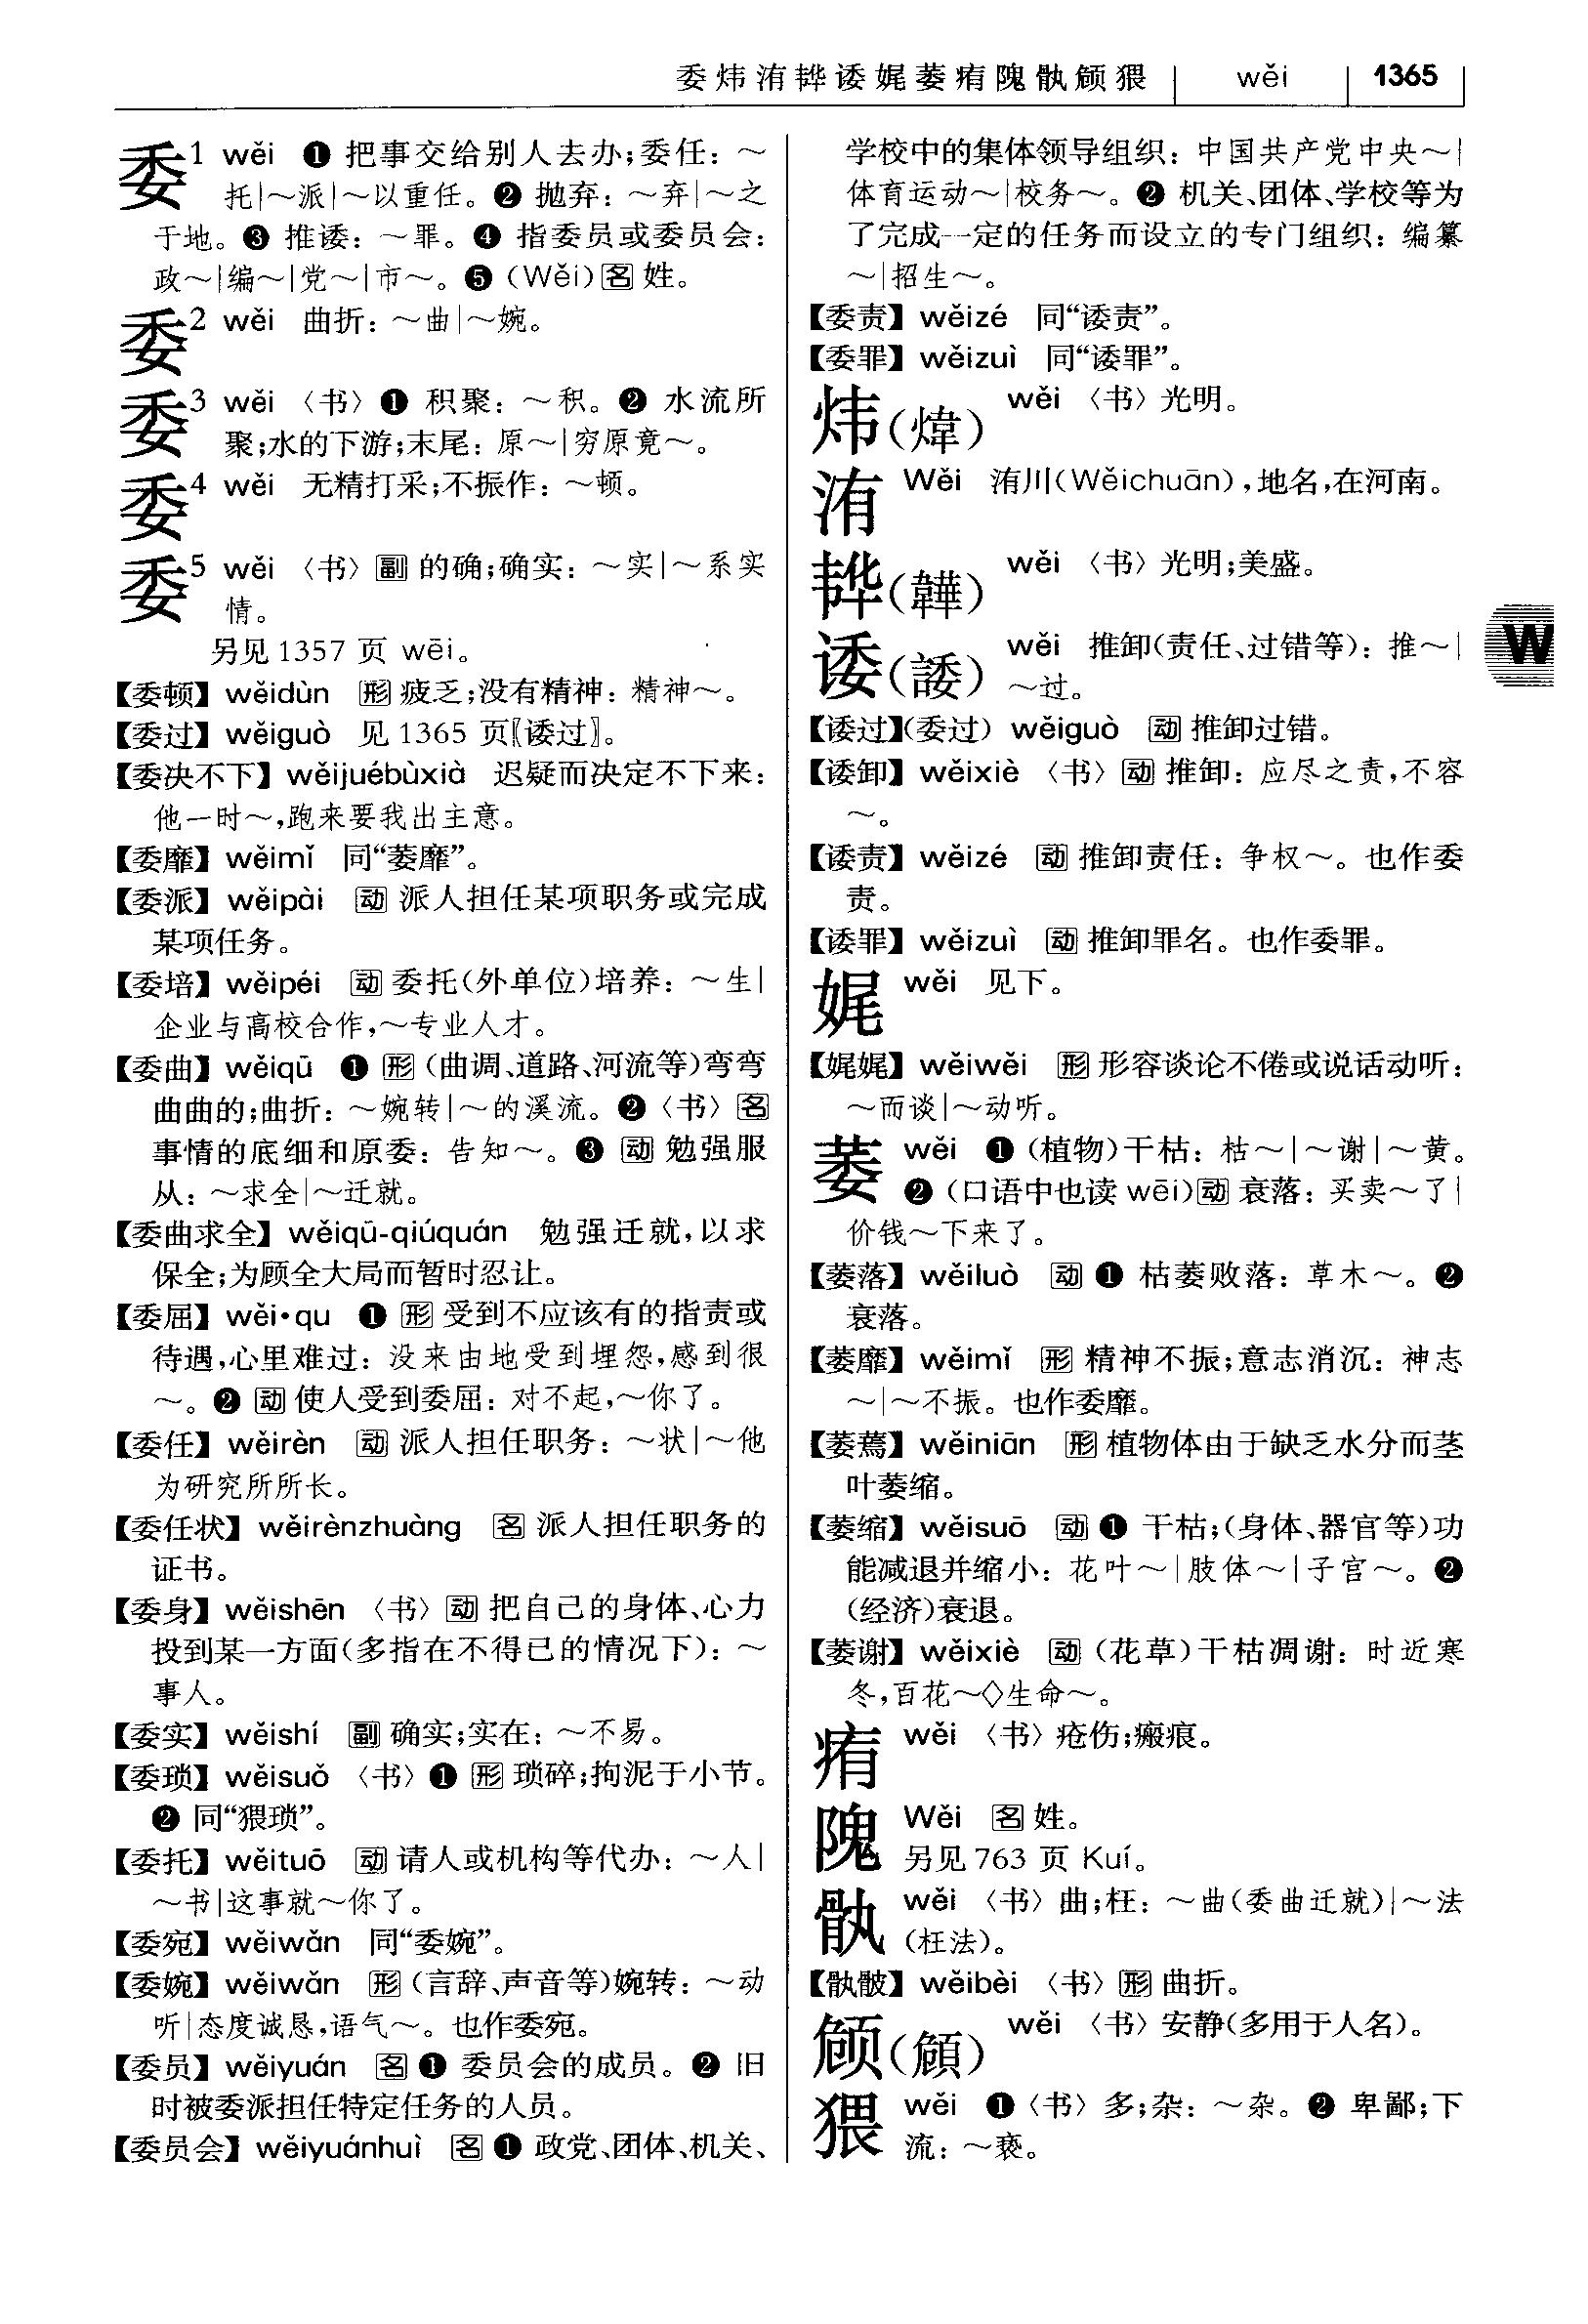 委炜洧韡诿娓萎痏隗骩𬱟猥 wěi 1365
委1 wěi ❶ 把事交给别人去办;委任：～
托|～派|～以重任。❷ 抛弃：～弃|～之
于地。❸ 推诿：～罪。❹ 指委员或委员会：
政～|编～|党～|市～。❺ (Wěi)名 姓。
委2 wěi 曲折：～曲|～婉。
委3 wěi 〈书〉❶ 积聚：～积。❷ 水流所
聚;水的下游;末尾：原～|穷原竟～。
委4 wěi 无精打采;不振作：～顿。
委5 wěi 〈书〉副 的确;确实：～实|～系实
情。
另见1357 页 wēi。
【委顿】wěidùn 形 疲乏;没有精神：精神～。
【委过】wěiguò 见 1365 页〖诿过〗。
【委决不下】wěijuébùxià 迟疑而决定不下来：
他一时～,跑来要我出主意。
【委靡】wěimǐ 同“萎靡”。
【委派】wěipài 动 派人担任某项职务或完成
某项任务。
【委培】wěipéi 动 委托(外单位)培养：～生|
企业与高校合作,～专业人才。
【委曲】wěiqū ❶ 形 (曲调、道路、河流等)弯弯
曲曲的;曲折：～婉转|～的溪流。❷〈书〉名
事情的底细和原委：告知～。❸ 动 勉强服
从：～求全|～迁就。
【委曲求全】wěiqū-qiúquán 勉强迁就,以求
保全;为顾全大局而暂时忍让。
【委屈】wěi·qu ❶ 形 受到不应该有的指责或
待遇,心里难过：没来由地受到埋怨,感到很
～。❷ 动 使人受到委屈：对不起,～你了。
【委任】wěirèn 动 派人担任职务：～状|～他
为研究所所长。
【委任状】wěirènzhuàng 名 派人担任职务的
证书。
【委身】wěishēn 〈书〉动 把自己的身体、心力
投到某一方面(多指在不得已的情况下)：～
事人。
【委实】wěishí 副 确实;实在：～不易。
【委琐】wěisuǒ 〈书〉❶ 形 琐碎;拘泥于小节。
❷ 同“猥琐”。
【委托】wěituō 动 请人或机构等代办：～人|
～书|这事就～你了。
【委宛】wěiwǎn 同“委婉”。
【委婉】wěiwǎn 形 (言辞、声音等)婉转：～动
听|态度诚恳,语气～。也作委宛。
【委员】wěiyuán 名 ❶ 委员会的成员。❷ 旧
时被委派担任特定任务的人员。
【委员会】wěiyuánhuì 名 ❶ 政党、团体、机关、
学校中的集体领导组织：中国共产党中央～|
体育运动～|校务～。❷ 机关、团体、学校等为
了完成一定的任务而设立的专门组织：编纂
～|招生～。
【委责】wěizé 同“诿责”。
【委罪】wěizuì 同“诿罪”。
炜(煒) wěi 〈书〉光明。
洧 Wěi 洧川(Wěichuān),地名,在河南。
韡(韡) wěi 〈书〉光明;美盛。
诿(諉) wěi 推卸(责任、过错等)：推～|
～过。
【诿过】(委过) wěiguò 动 推卸过错。
【诿卸】wěixiè 〈书〉动 推卸：应尽之责,不容
～。
【诿责】wěizé 动 推卸责任：争权～。也作委
责。
【诿罪】wěizuì 动 推卸罪名。也作委罪。
娓 wěi 见下。
【娓娓】wěiwěi 形 形容谈论不倦或说话动听：
～而谈|～动听。
萎 wěi ❶ (植物)干枯：枯～|～谢|～黄。
❷ (口语中也读 wēi)动 衰落：买卖～了|
价钱～下来了。
【萎落】wěiluò 动 ❶ 枯萎败落：草木～。❷
衰落。
【萎靡】wěimǐ 形 精神不振;意志消沉：神志
～|～不振。也作委靡。
【萎蔫】wěiniān 形 植物体由于缺乏水分而茎
叶萎缩。
【萎缩】wěisuō 动 ❶ 干枯;(身体、器官等)功
能减退并缩小：花叶～|肢体～|子宫～。❷
(经济)衰退。
【萎谢】wěixiè 动 (花草)干枯凋谢：时近寒
冬,百花～◇生命～。
痏 wěi 〈书〉疮伤;瘢痕。
隗 Wěi 名 姓。
另见763 页 Kuí。
骩 wěi 〈书〉曲;枉：～曲(委曲迁就)|～法
(枉法)。
【骩骳】wěibèi 〈书〉形 曲折。
𬱟(頠) wěi 〈书〉安静(多用于人名)。
猥 wěi ❶〈书〉多;杂：～杂。❷ 卑鄙;下
流：～亵。
W